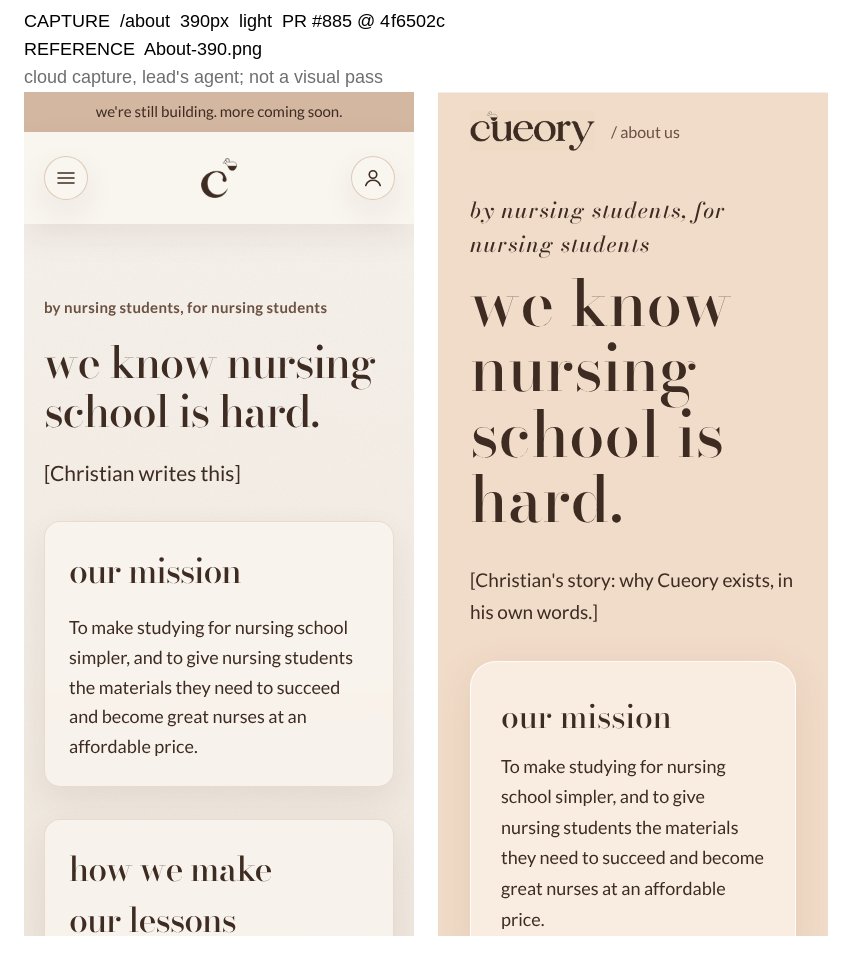 CAPTURE /about 390px light PR #885 @ 4f6502c
REFERENCE About-390.png
cloud capture, lead's agent; not a visual pass
we're still building. more coming soon.
c
by nursing students, for nursing students
we know nursing
school is hard.
[Christian writes this]
our mission
To make studying for nursing school
simpler, and to give nursing students
the materials they need to succeed
and become great nurses at an
affordable price.
how we make
our lessons
cueory / about us
by nursing students, for
nursing students
we know
nursing
school is
hard.
[Christian's story: why Cueory exists, in
his own words.]
our mission
To make studying for nursing
school simpler, and to give
nursing students the materials
they need to succeed and become
great nurses at an affordable
price.